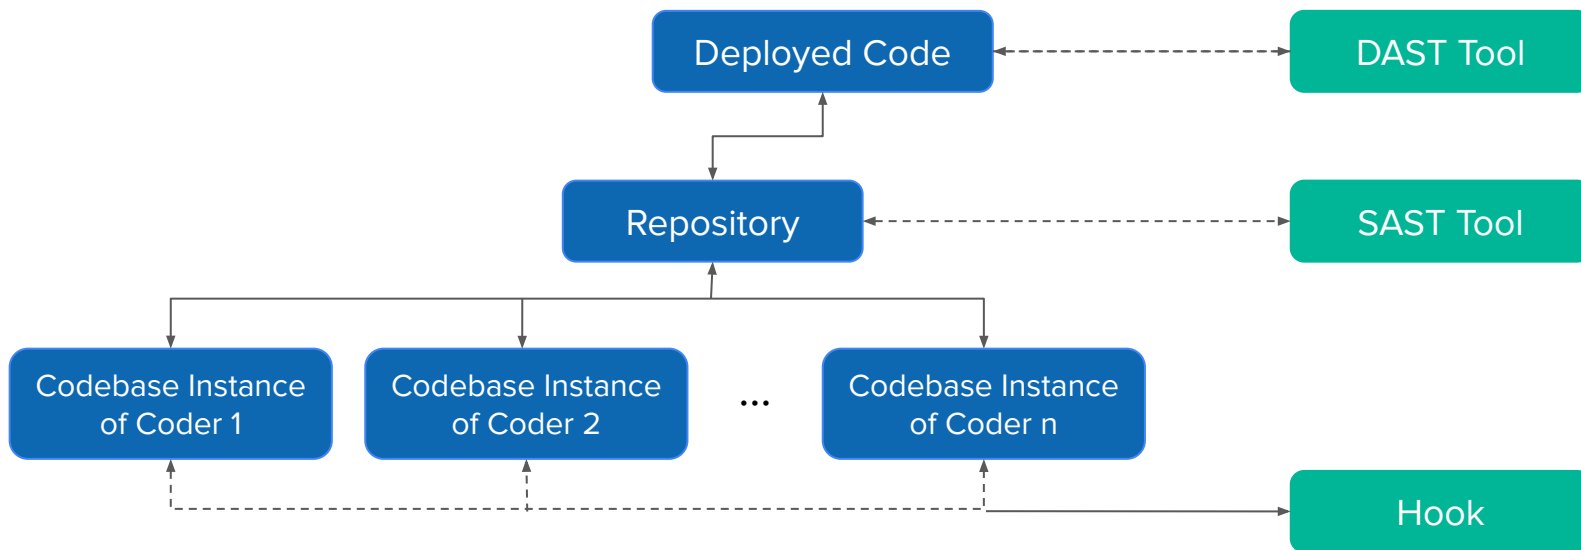 Deployed Code
DAST Tool
Repository
SAST Tool
Codebase Instance
of Coder 1
Codebase Instance
of Coder 2
...
Codebase Instance
of Coder n
Hook